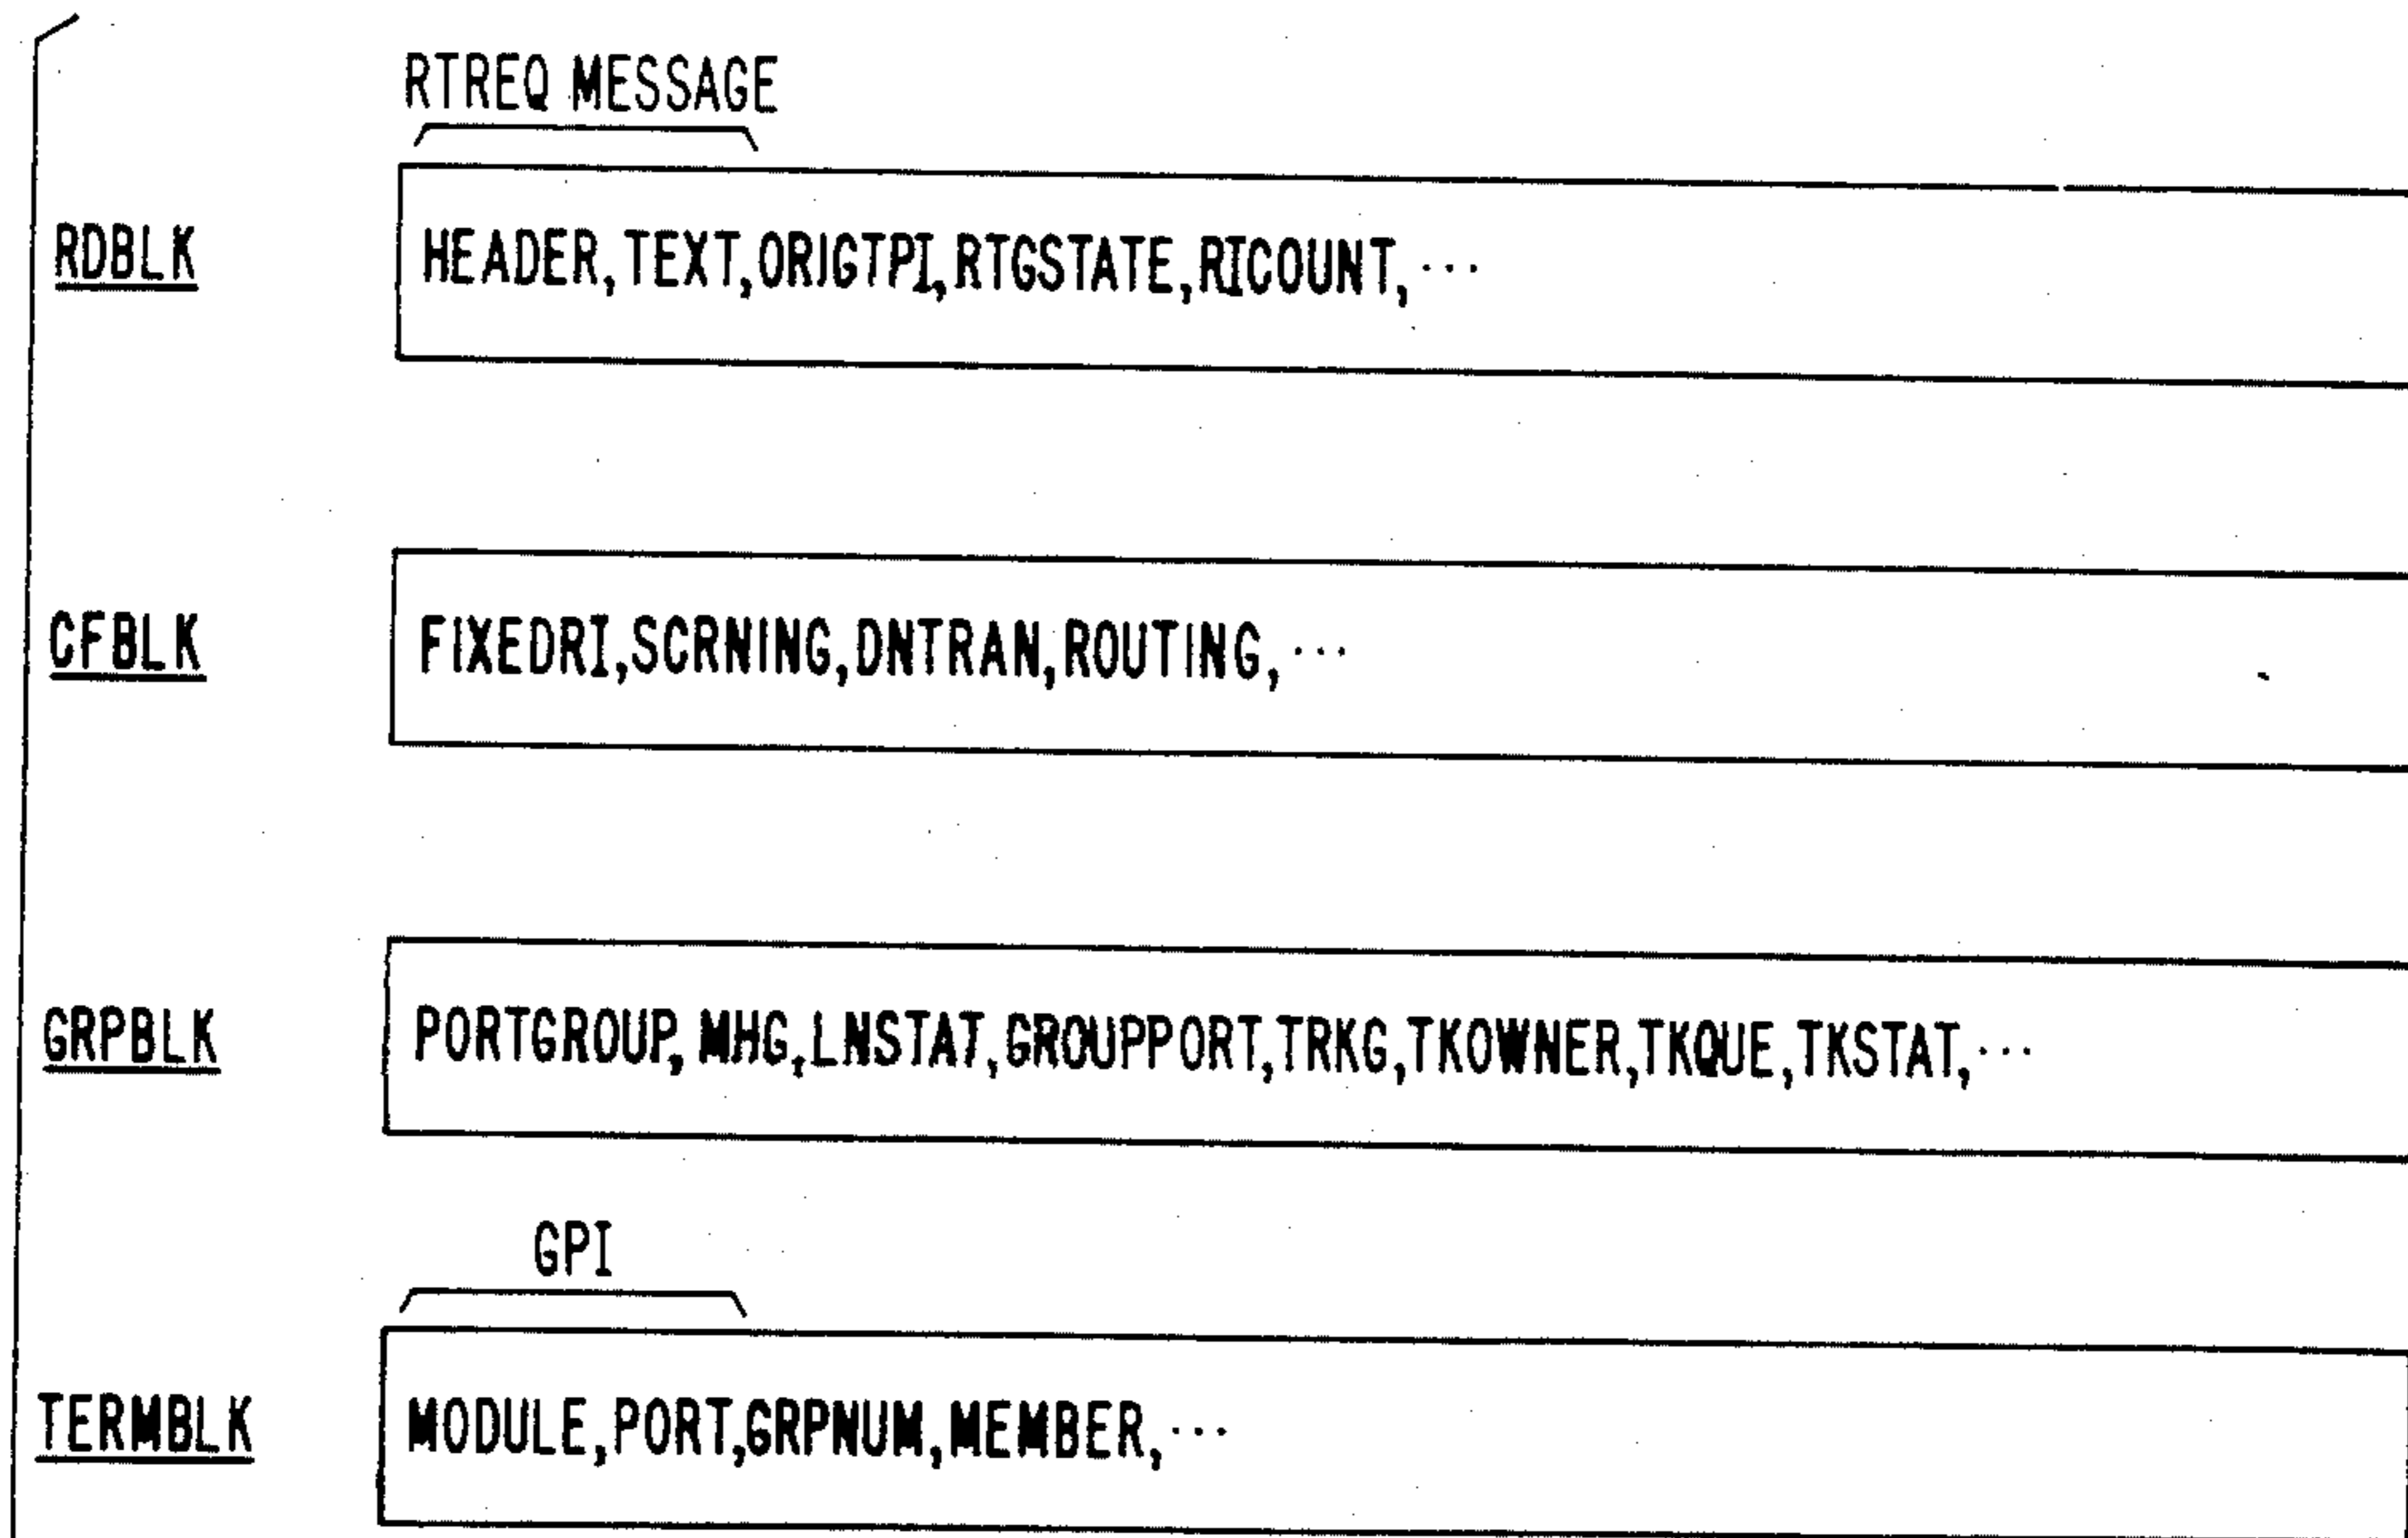 RTREQ MESSAGE
RDBLK
HEADER,TEXT,ORIGTPI,RTGSTATE,RICOUNT,...
CFBLK
FIXEDRI,SCRNING,DNTRAN,ROUTING,...
GRPBLK
PORTGROUP,MHG,LNSTAT,GROUPPORT,TRKG,TKOWNER,TKQUE,TKSTAT,...
GPI
TERMBLK
MODULE,PORT,GRPNUM,MEMBER,...